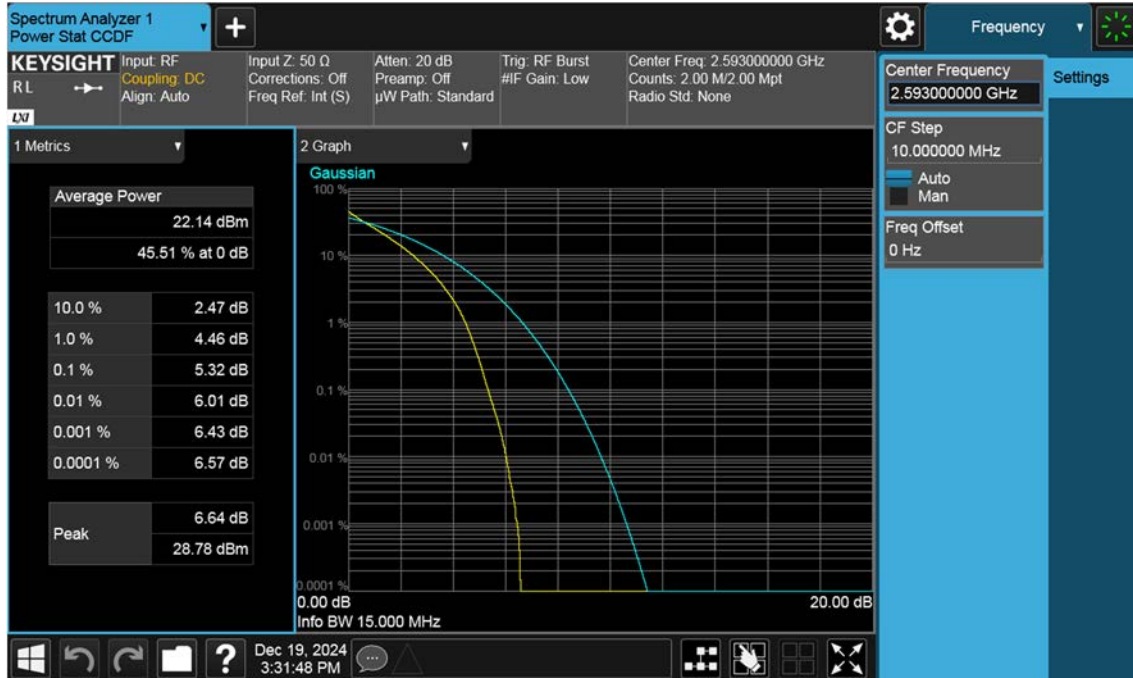 Spectrum Analyzer 1
Power Stat CCDF
Frequency
KEYSIGHT
R L
LXI
Input: RF
Coupling: DC
Align: Auto
Input Z: 50 Ω
Corrections: Off
Freq Ref: Int (S)
Atten: 20 dB
Preamp: Off
µW Path: Standard
Trig: RF Burst
#IF Gain: Low
Center Freq: 2.593000000 GHz
Counts: 2.00 M/2.00 Mpt
Radio Std: None
Center Frequency
2.593000000 GHz
Settings
CF Step
10.000000 MHz
Auto
Man
Freq Offset
0 Hz
1 Metrics
Average Power
22.14 dBm
45.51 % at 0 dB
10.0 % 2.47 dB
1.0 % 4.46 dB
0.1 % 5.32 dB
0.01 % 6.01 dB
0.001 % 6.43 dB
0.0001 % 6.57 dB
Peak
6.64 dB
28.78 dBm
2 Graph
Gaussian
100 %
10 %
1 %
0.1 %
0.01 %
0.001 %
0.0001 %
0.00 dB 20.00 dB
Info BW 15.000 MHz
?
Dec 19, 2024
3:31:48 PM